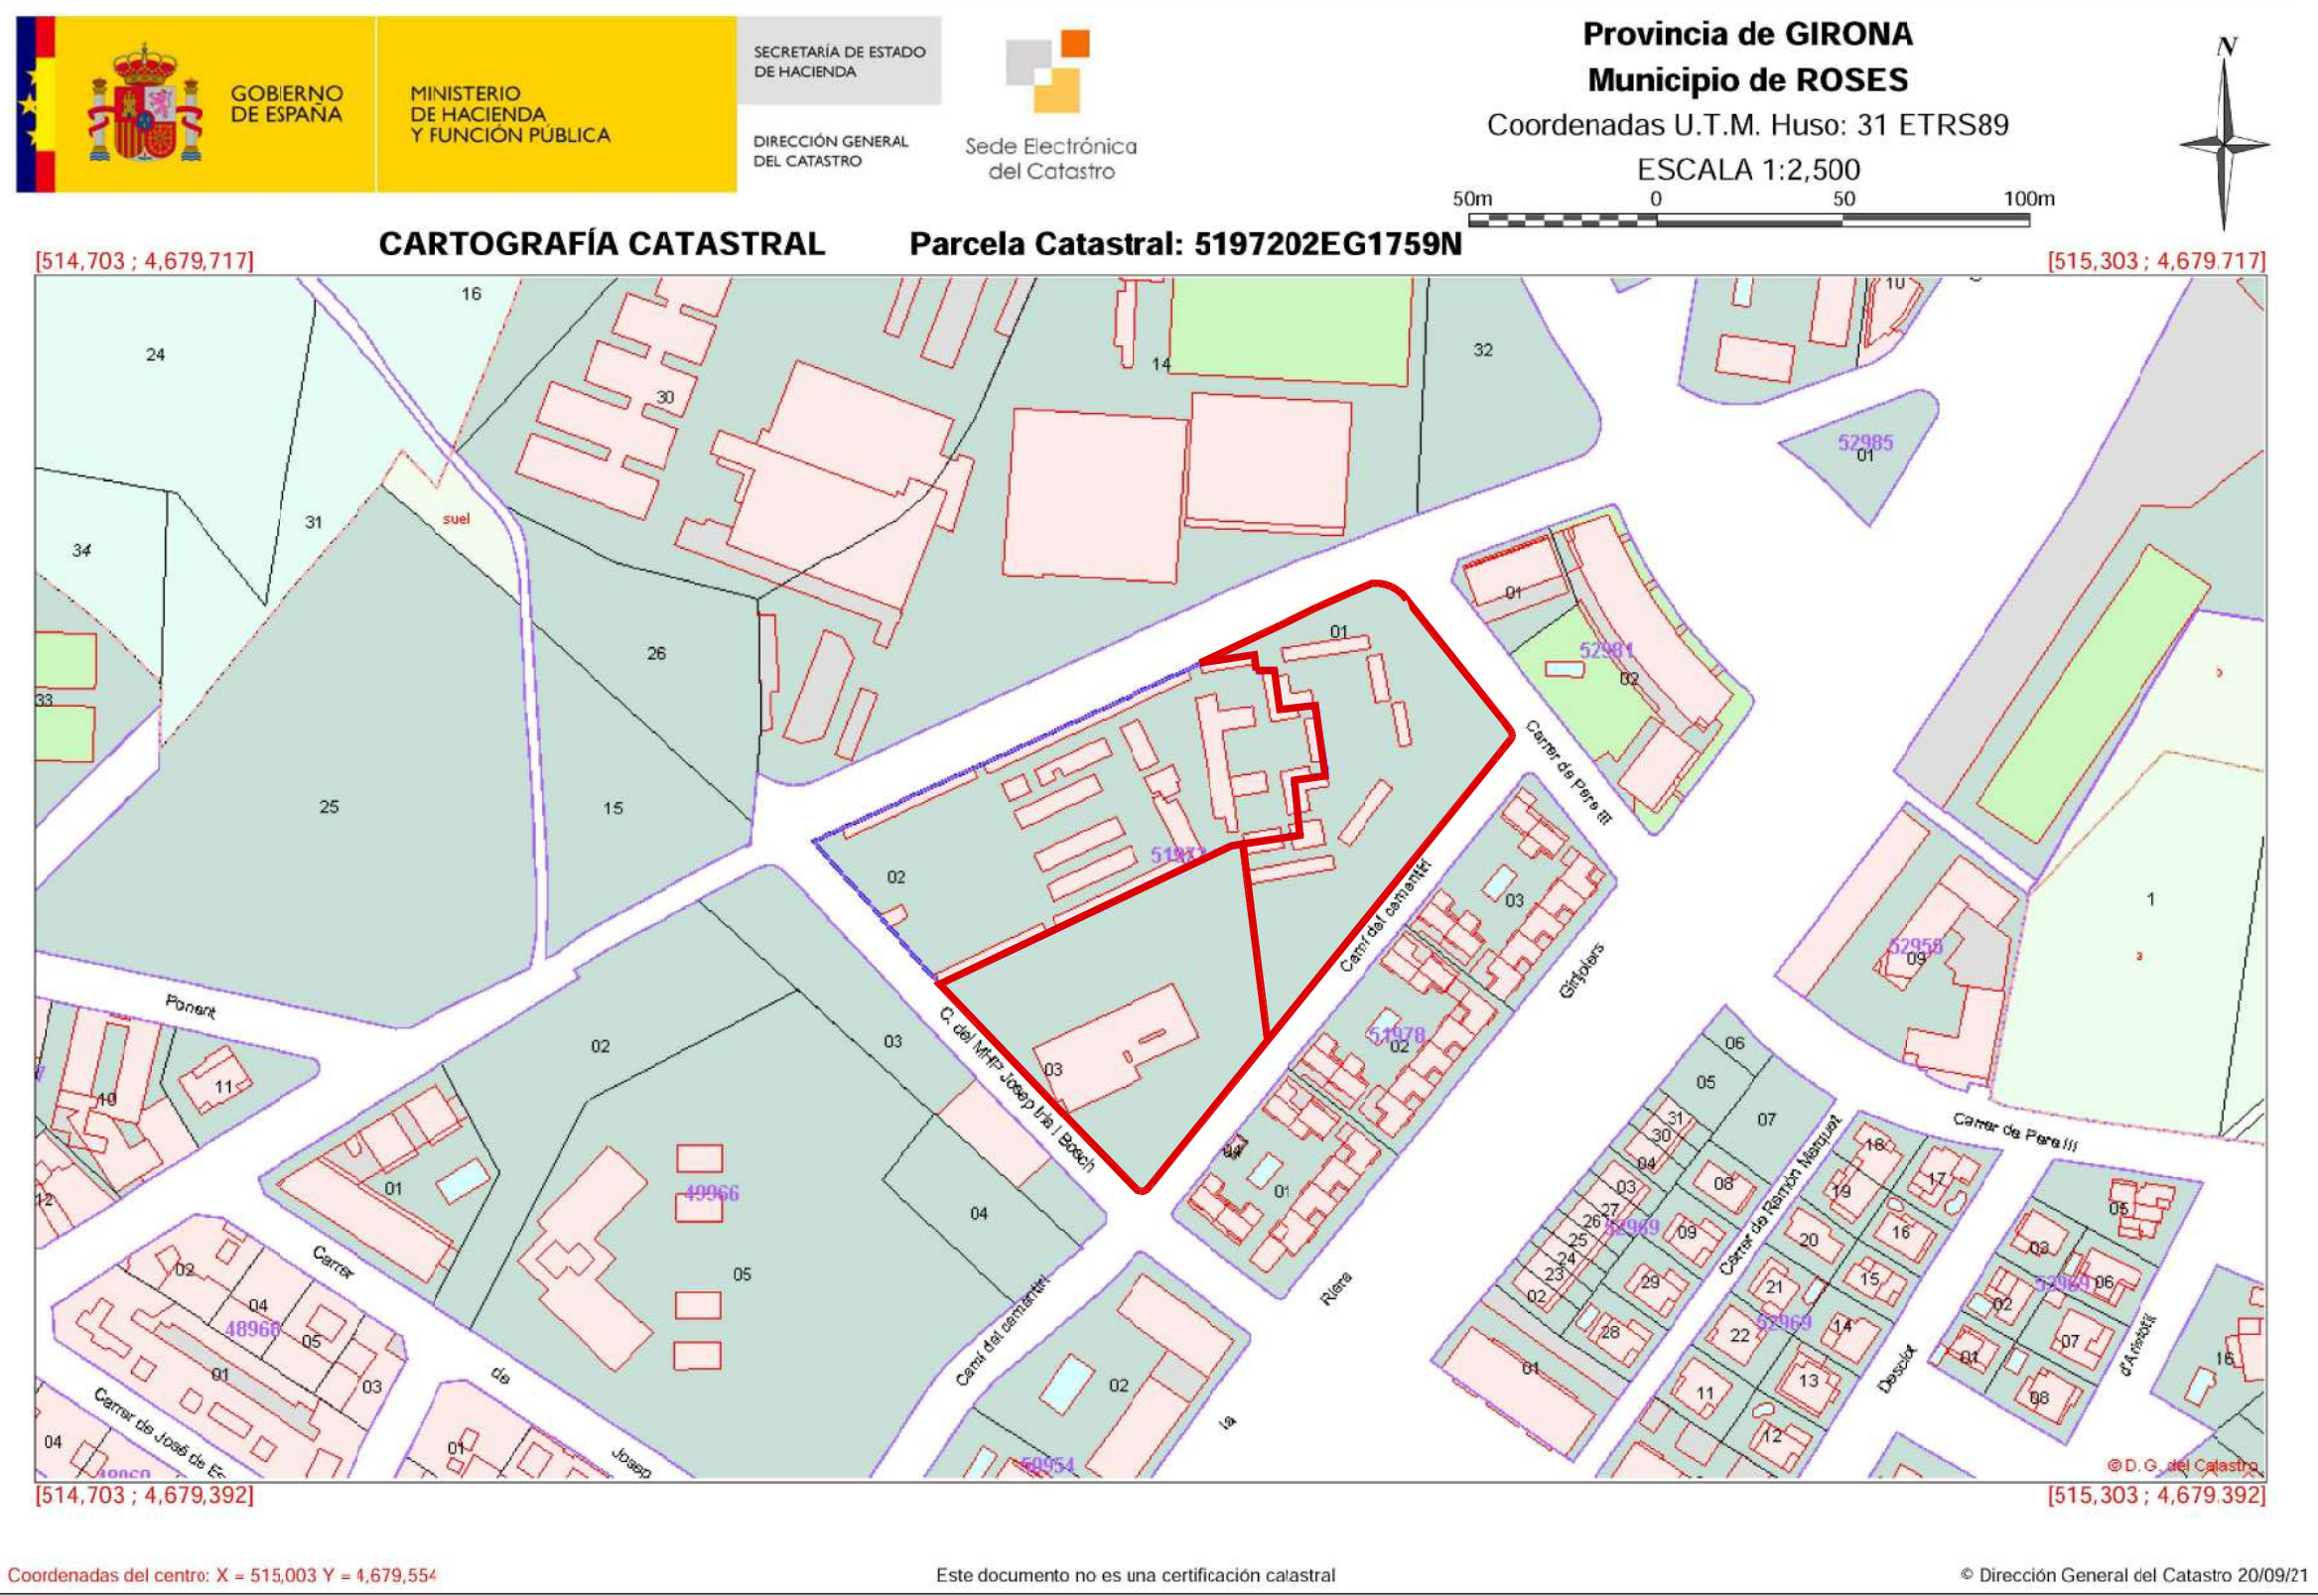 GOBIERNO
DE ESPAÑA
MINISTERIO
DE HACIENDA
Y FUNCIÓN PÚBLICA
SECRETARÍA DE ESTADO
DE HACIENDA
DIRECCIÓN GENERAL
DEL CATASTRO
Sede Electrónica
del Catastro
Provincia de GIRONA
Municipio de ROSES
Coordenadas U.T.M. Huso: 31 ETRS89
ESCALA 1:2,500
50m 0 50 100m
N
CARTOGRAFÍA CATASTRAL
Parcela Catastral: 5197202EG1759N
[514,703 ; 4,679,717]
[515,303 ; 4,679,717]
16
10
24
14
32
30
52985
01
suel
31
34
01
01
26
52981
02
33
Carrer de Pere III
25
15
51972
02
03
Camí del cementiri
1
52959
09
Girfolers
Ponent
02
03
C. del MHP Josep Irla I Bosch
51978
02
06
03
05
11
10
07
31
30
Carrer de Pere III
18
04
17
08
03
19
01
01
49966
12
04
27
26
52969
09
Carrer de Ramón Marquet
20
16
05
03
25
24
23
02
29
21
15
06
02
Carrer
05
Riera
02
04
48966
05
01
03
28
22
52969
14
07
01
16
d'Aristòtil
Camí del cementiri
de
02
la
01
11
13
Desclot
08
12
Carrer de José de Es
04
01
Josep
50954
© D. G. del Catastro
[514,703 ; 4,679,392]
[515,303 ; 4,679,392]
Coordenadas del centro: X = 515,003 Y = 4,679,554
Este documento no es una certificación catastral
© Dirección General del Catastro 20/09/21